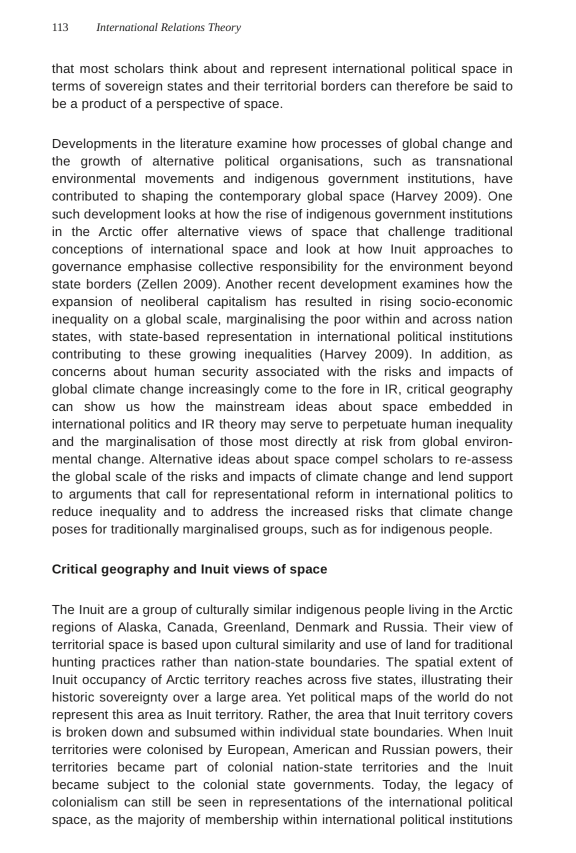 113 International Relations Theory
that most scholars think about and represent international political space in
terms of sovereign states and their territorial borders can therefore be said to
be a product of a perspective of space.
Developments in the literature examine how processes of global change and
the growth of alternative political organisations, such as transnational
environmental movements and indigenous government institutions, have
contributed to shaping the contemporary global space (Harvey 2009). One
such development looks at how the rise of indigenous government institutions
in the Arctic offer alternative views of space that challenge traditional
conceptions of international space and look at how Inuit approaches to
governance emphasise collective responsibility for the environment beyond
state borders (Zellen 2009). Another recent development examines how the
expansion of neoliberal capitalism has resulted in rising socio-economic
inequality on a global scale, marginalising the poor within and across nation
states, with state-based representation in international political institutions
contributing to these growing inequalities (Harvey 2009). In addition, as
concerns about human security associated with the risks and impacts of
global climate change increasingly come to the fore in IR, critical geography
can show us how the mainstream ideas about space embedded in
international politics and IR theory may serve to perpetuate human inequality
and the marginalisation of those most directly at risk from global environ-
mental change. Alternative ideas about space compel scholars to re-assess
the global scale of the risks and impacts of climate change and lend support
to arguments that call for representational reform in international politics to
reduce inequality and to address the increased risks that climate change
poses for traditionally marginalised groups, such as for indigenous people.
Critical geography and Inuit views of space
The Inuit are a group of culturally similar indigenous people living in the Arctic
regions of Alaska, Canada, Greenland, Denmark and Russia. Their view of
territorial space is based upon cultural similarity and use of land for traditional
hunting practices rather than nation-state boundaries. The spatial extent of
Inuit occupancy of Arctic territory reaches across five states, illustrating their
historic sovereignty over a large area. Yet political maps of the world do not
represent this area as Inuit territory. Rather, the area that Inuit territory covers
is broken down and subsumed within individual state boundaries. When Inuit
territories were colonised by European, American and Russian powers, their
territories became part of colonial nation-state territories and the Inuit
became subject to the colonial state governments. Today, the legacy of
colonialism can still be seen in representations of the international political
space, as the majority of membership within international political institutions